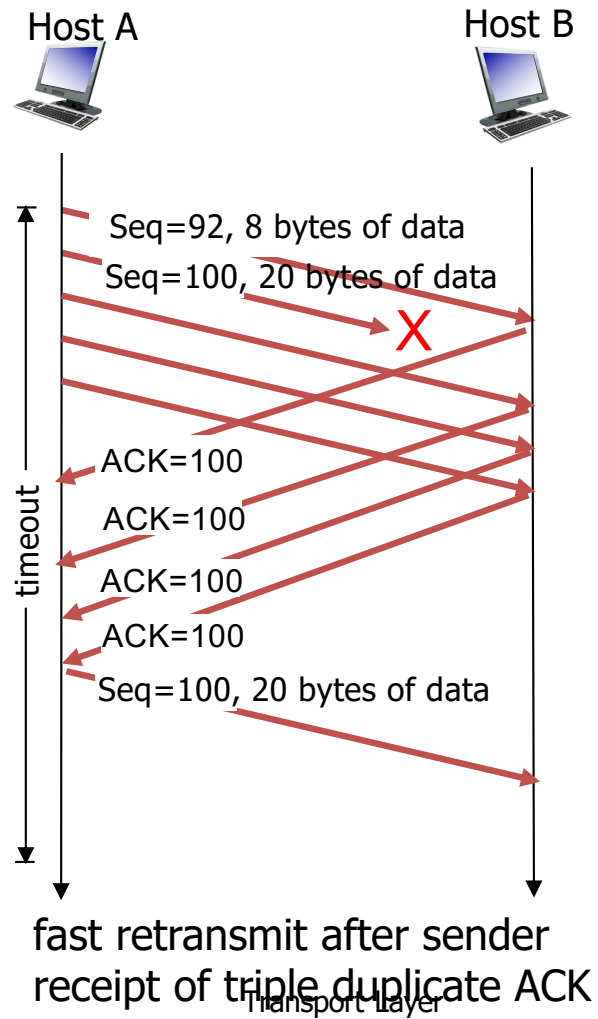 Host A
Host B
Seq=92, 8 bytes of data
Seq=100, 20 bytes of data
X
ACK=100
timeout
ACK=100
ACK=100
ACK=100
Seq=100, 20 bytes of data
fast retransmit after sender
receipt of triple duplicate ACK
Transport Layer